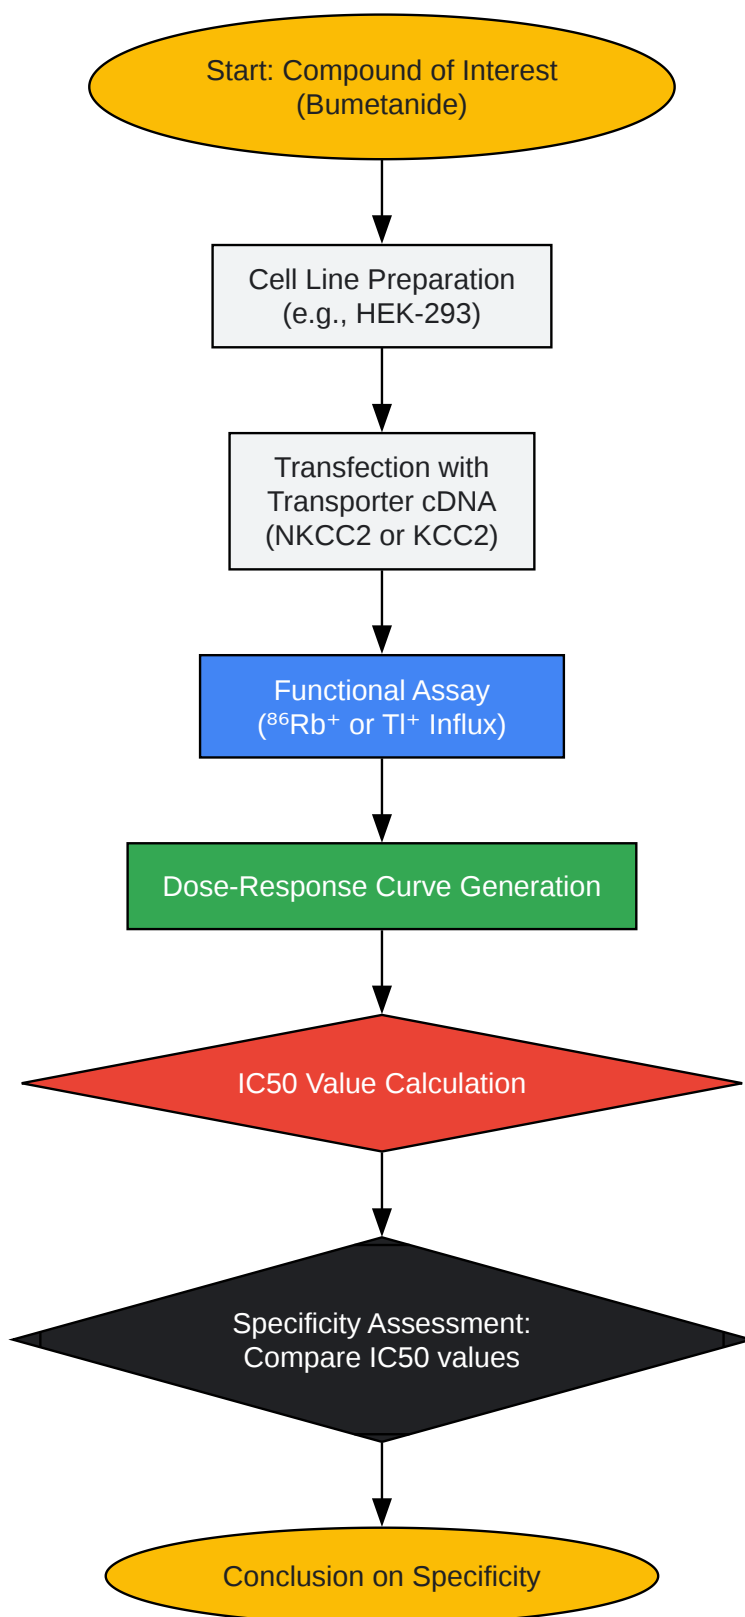 Start: Compound of Interest
(Bumetanide)
Cell Line Preparation
(e.g., HEK-293)
Transfection with
Transporter cDNA
(NKCC2 or KCC2)
Functional Assay
(⁸⁶Rb⁺ or Tl⁺ Influx)
Dose-Response Curve Generation
IC50 Value Calculation
Specificity Assessment:
Compare IC50 values
Conclusion on Specificity